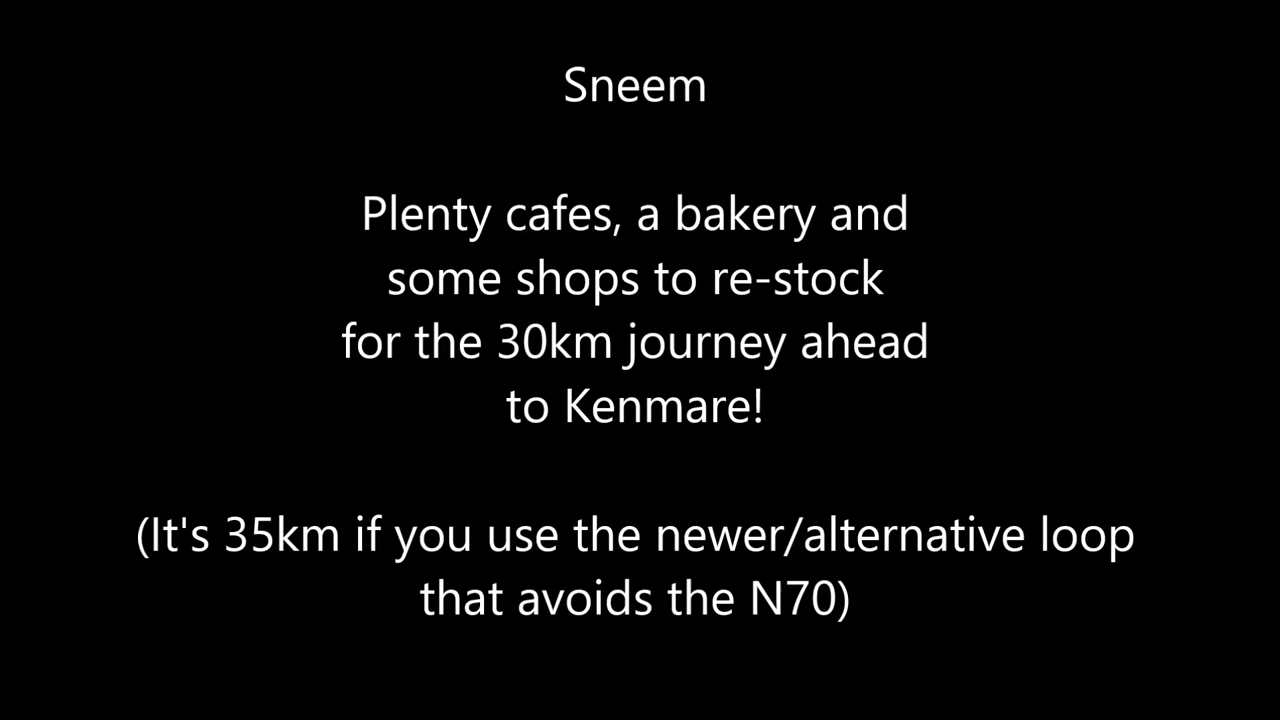 Sneem
Plenty cafes, a bakery and
some shops to re-stock
for the 30km journey ahead
to Kenmare!
(It's 35km if you use the newer/alternative loop
that avoids the N70)